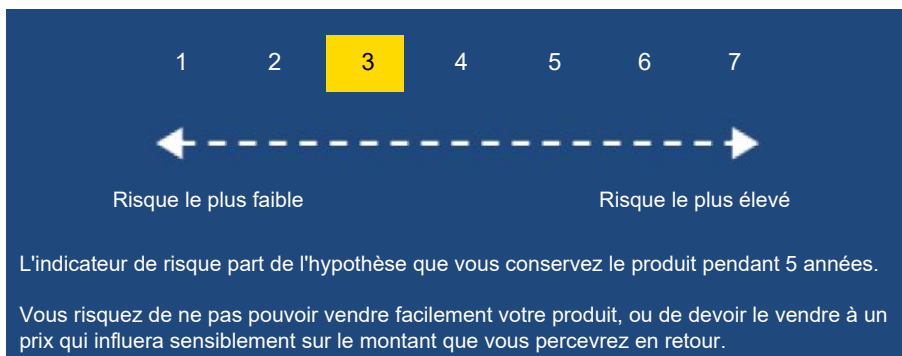 1 2 3 4 5 6 7
Risque le plus faible Risque le plus élevé
L'indicateur de risque part de l'hypothèse que vous conservez le produit pendant 5 années.
Vous risquez de ne pas pouvoir vendre facilement votre produit, ou de devoir le vendre à un
prix qui influera sensiblement sur le montant que vous percevrez en retour.